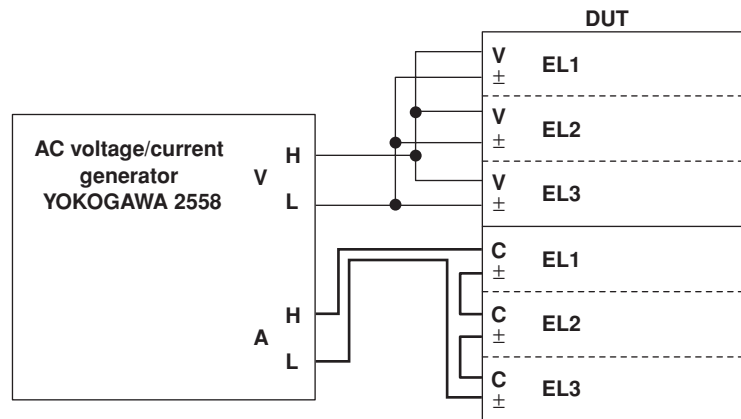 DUT
V
± EL1
V
± EL2
V
± EL3
AC voltage/current
generator
YOKOGAWA 2558
V
H
L
A
H
L
C
± EL1
C
± EL2
C
± EL3